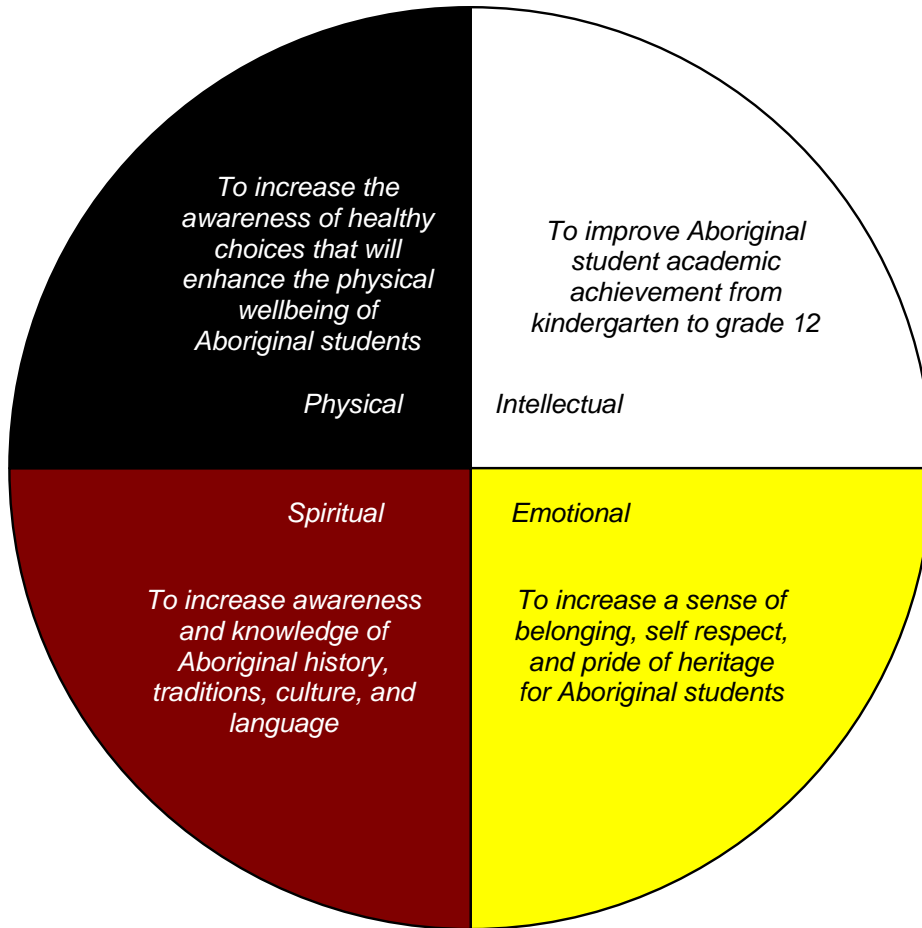 To increase the
awareness of healthy
choices that will
enhance the physical
wellbeing of
Aboriginal students
Physical
To improve Aboriginal
student academic
achievement from
kindergarten to grade 12
Intellectual
Spiritual
To increase awareness
and knowledge of
Aboriginal history,
traditions, culture, and
language
Emotional
To increase a sense of
belonging, self respect,
and pride of heritage
for Aboriginal students